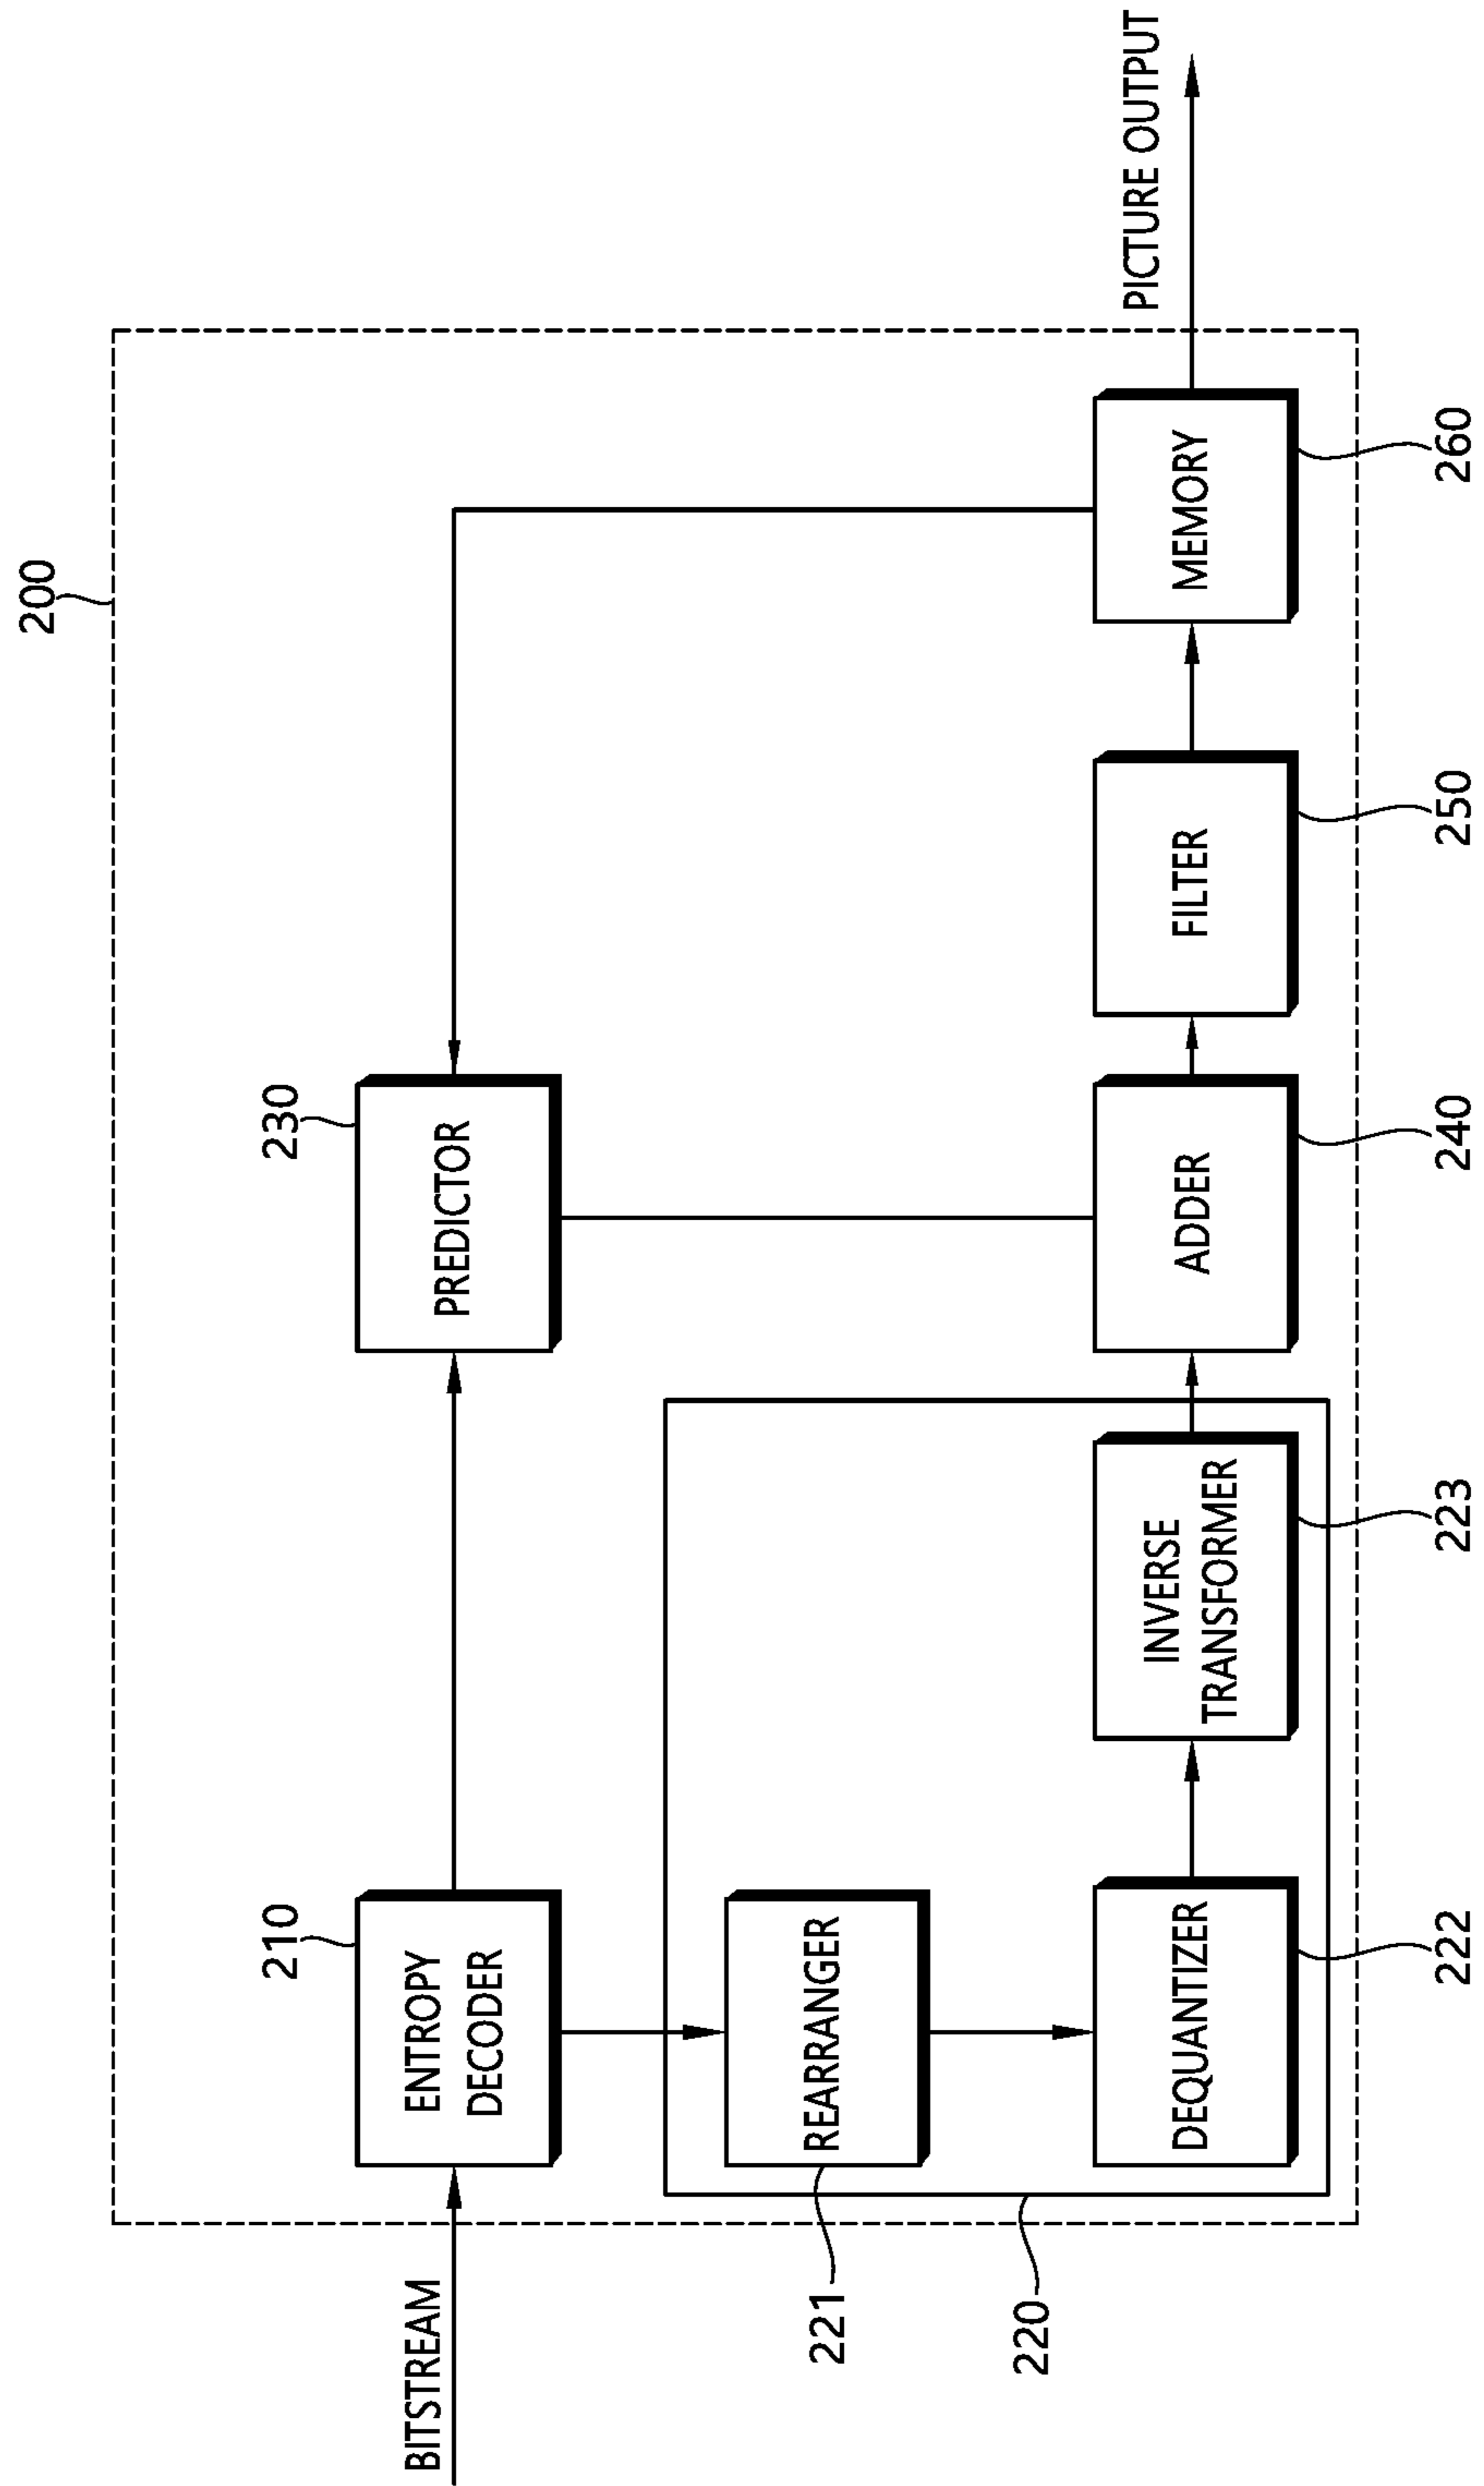 200
BITSTREAM
210
ENTROPY
DECODER
230
PREDICTOR
221
REARRANGER
220
DEQUANTIZER
222
INVERSE
TRANSFORMER
223
ADDER
240
FILTER
250
MEMORY
260
PICTURE OUTPUT